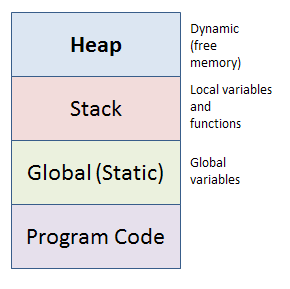 Heap
Dynamic
(free
memory)
Stack
Local variables
and
functions
Global (Static)
Global
variables
Program Code